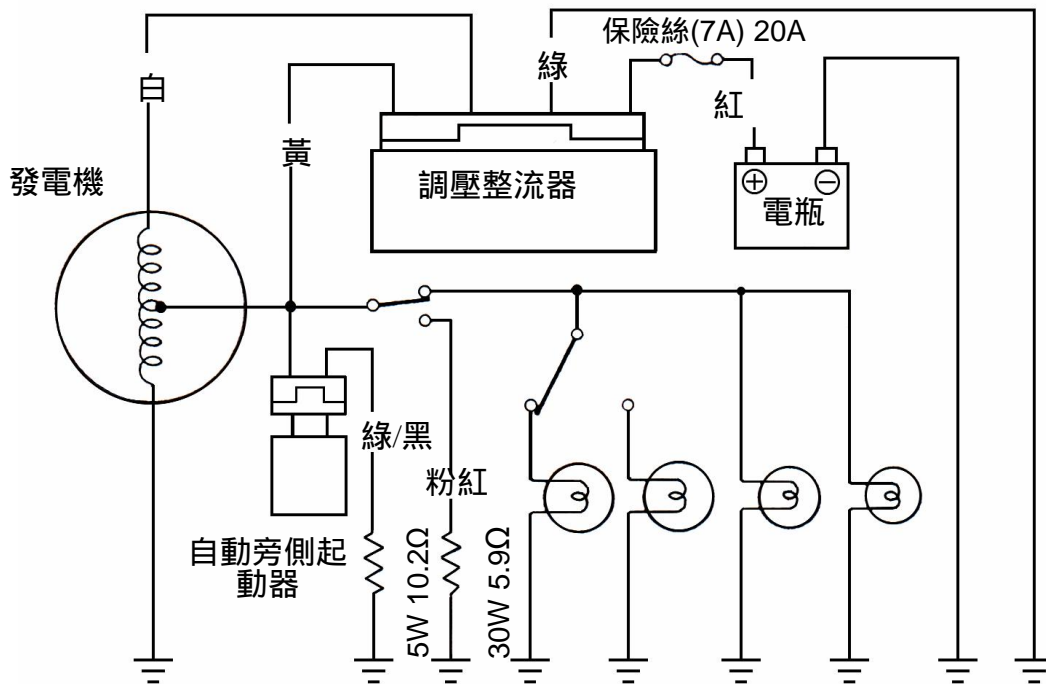 保險絲(7A) 20A
綠
白
紅
黃
發電機
調壓整流器
電瓶
綠/黑
粉紅
自動旁側起
動器
5W 10.2Ω
30W 5.9Ω